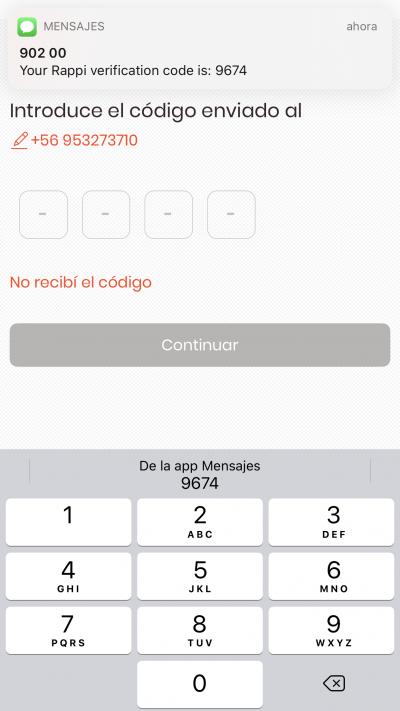 MENSAJES ahora
902 00
Your Rappi verification code is: 9674
Introduce el código enviado al
+56 953273710
- - - -
No recibí el código
Continuar
De la app Mensajes
9674
1 2 3
ABC DEF
4 5 6
GHI JKL MNO
7 8 9
PQRS TUV WXYZ
0